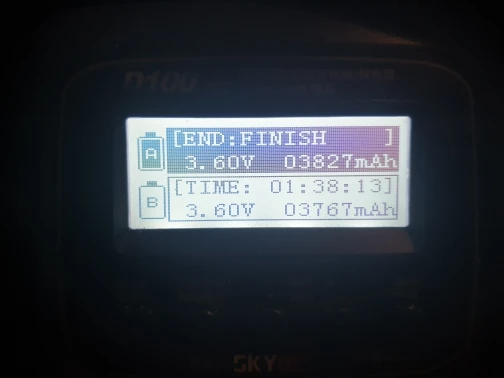 D100
A
[END:FINISH ]
3.60V 03827mAh
B
[TIME: 01:38:13]
3.60V 03767mAh
SKY